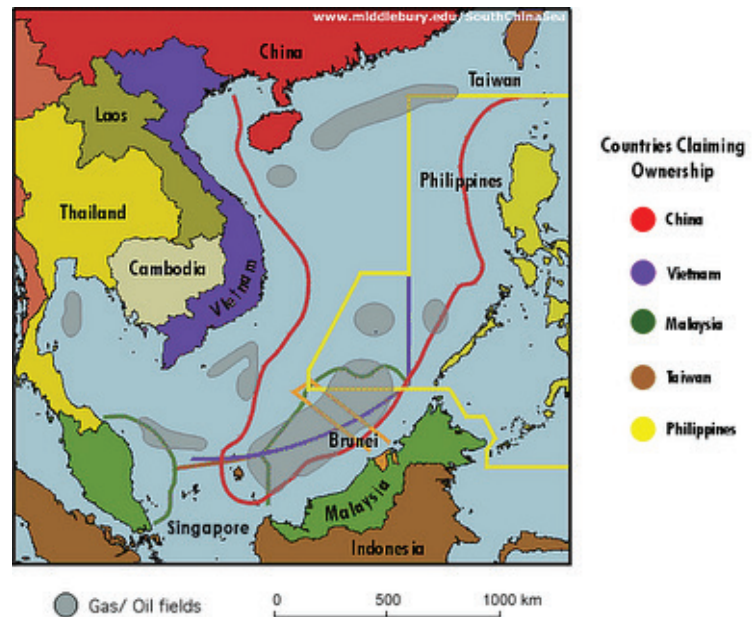 www.middlebury.edu/SouthChinaSea
China
Taiwan
Laos
Philippines
Thailand
Cambodia
Vietnam
Brunei
Malaysia
Singapore
Indonesia
Countries Claiming
Ownership
China
Vietnam
Malaysia
Taiwan
Philippines
Gas/ Oil fields
0 500 1000 km